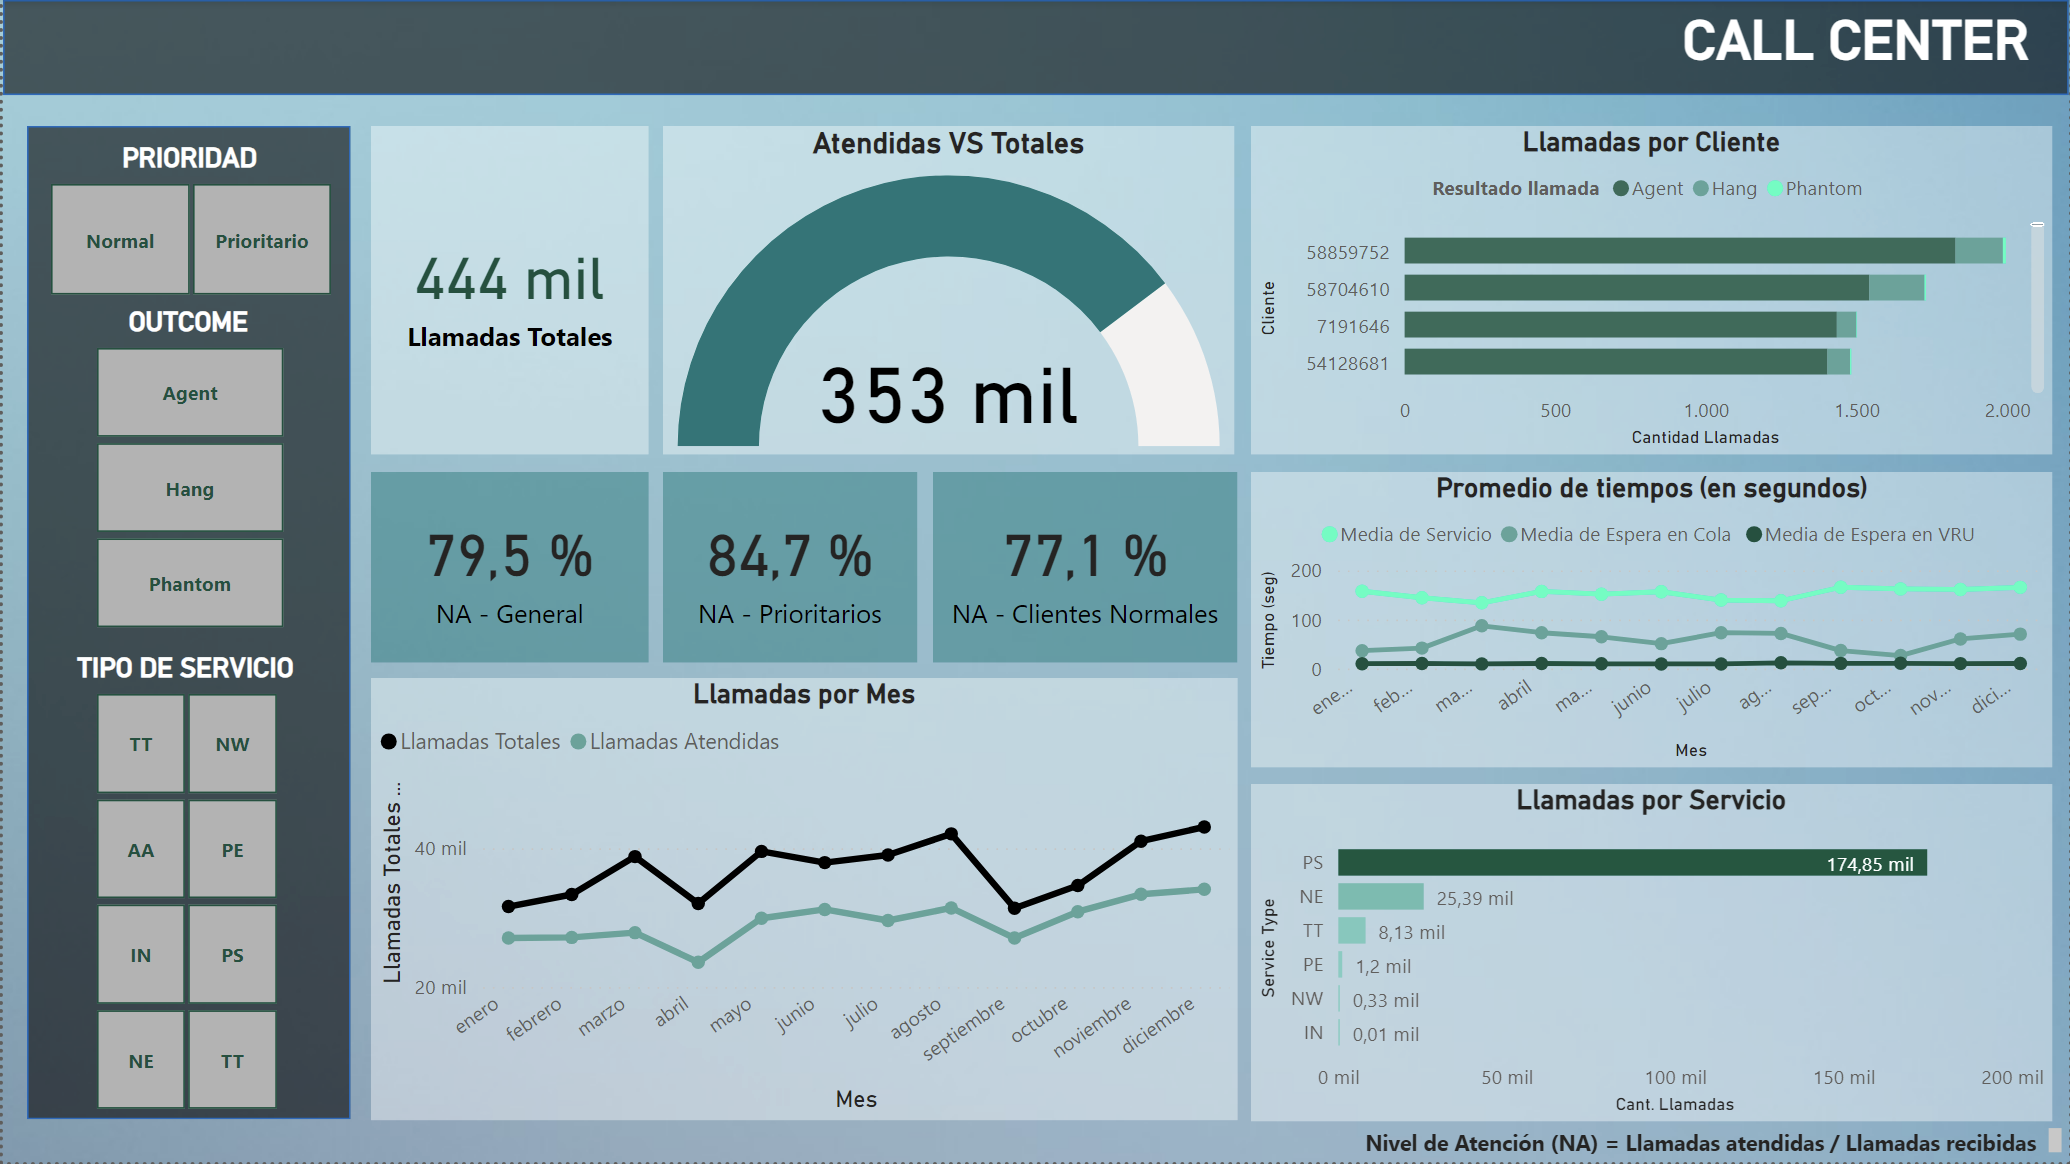 CALL CENTER
PRIORIDAD
Normal
Prioritario
OUTCOME
Agent
Hang
Phantom
TIPO DE SERVICIO
TT
NW
AA
PE
IN
PS
NE
TT
444 mil
Llamadas Totales
Atendidas VS Totales
353 mil
79,5 %
NA - General
84,7 %
NA - Prioritarios
77,1 %
NA - Clientes Normales
Llamadas por Mes
Llamadas Totales
Llamadas Atendidas
Llamadas Totales ...
40 mil
20 mil
enero
febrero
marzo
abril
mayo
junio
julio
agosto
septiembre
octubre
noviembre
diciembre
Mes
Llamadas por Cliente
Resultado llamada
Agent
Hang
Phantom
Cliente
58859752
58704610
7191646
54128681
0
500
1.000
1.500
2.000
Cantidad Llamadas
Promedio de tiempos (en segundos)
Media de Servicio
Media de Espera en Cola
Media de Espera en VRU
Tiempo (seg)
200
100
0
ene...
feb...
ma...
abril
ma...
junio
julio
ag...
sep...
oct...
nov...
dici...
Mes
Llamadas por Servicio
Service Type
PS
174,85 mil
NE
25,39 mil
TT
8,13 mil
PE
1,2 mil
NW
0,33 mil
IN
0,01 mil
0 mil
50 mil
100 mil
150 mil
200 mil
Cant. Llamadas
Nivel de Atención (NA) = Llamadas atendidas / Llamadas recibidas